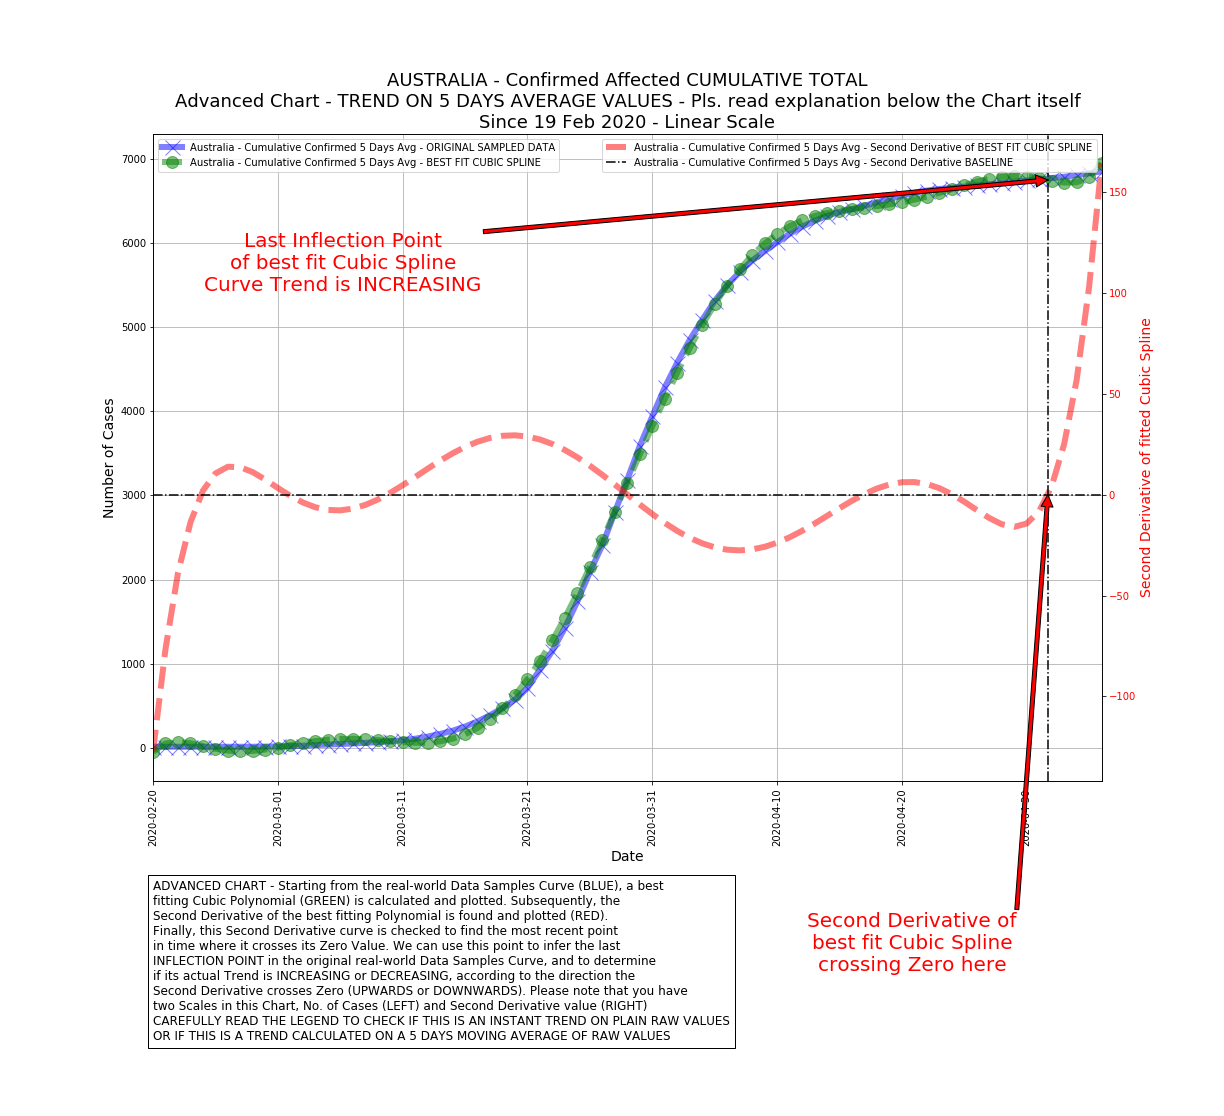 AUSTRALIA - Confirmed Affected CUMULATIVE TOTAL
Advanced Chart - TREND ON 5 DAYS AVERAGE VALUES - Pls. read explanation below the Chart itself
Since 19 Feb 2020 - Linear Scale
Australia - Cumulative Confirmed 5 Days Avg - ORIGINAL SAMPLED DATA
Australia - Cumulative Confirmed 5 Days Avg - BEST FIT CUBIC SPLINE
Australia - Cumulative Confirmed 5 Days Avg - Second Derivative of BEST FIT CUBIC SPLINE
Australia - Cumulative Confirmed 5 Days Avg - Second Derivative BASELINE
Last Inflection Point
of best fit Cubic Spline
Curve Trend is INCREASING
Number of Cases
7000
6000
5000
4000
3000
2000
1000
0
150
100
50
0
−50
−100
Second Derivative of fitted Cubic Spline
2020-02-20
2020-03-01
2020-03-11
2020-03-21
2020-03-31
2020-04-10
2020-04-20
Date
ADVANCED CHART - Starting from the real-world Data Samples Curve (BLUE), a best
fitting Cubic Polynomial (GREEN) is calculated and plotted. Subsequently, the
Second Derivative of the best fitting Polynomial is found and plotted (RED).
Finally, this Second Derivative curve is checked to find the most recent point
in time where it crosses its Zero Value. We can use this point to infer the last
INFLECTION POINT in the original real-world Data Samples Curve, and to determine
if its actual Trend is INCREASING or DECREASING, according to the direction the
Second Derivative crosses Zero (UPWARDS or DOWNWARDS). Please note that you have
two Scales in this Chart, No. of Cases (LEFT) and Second Derivative value (RIGHT)
CAREFULLY READ THE LEGEND TO CHECK IF THIS IS AN INSTANT TREND ON PLAIN RAW VALUES
OR IF THIS IS A TREND CALCULATED ON A 5 DAYS MOVING AVERAGE OF RAW VALUES
Second Derivative of
best fit Cubic Spline
crossing Zero here